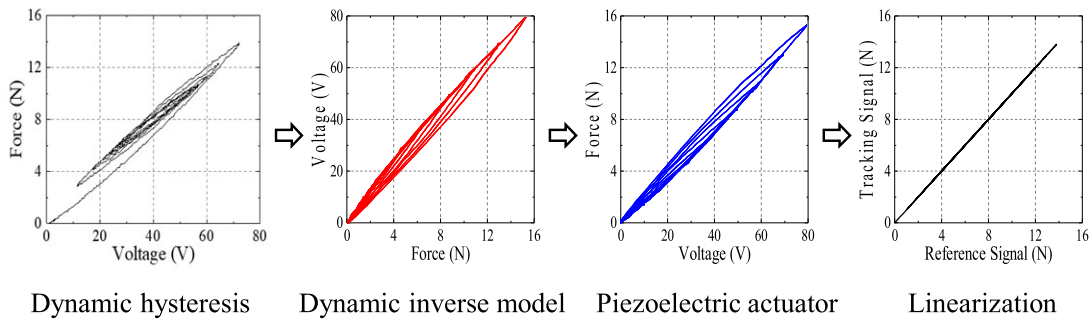 16
12
8
4
0
Force (N)
0 20 40 60 80
Voltage (V)
Dynamic hysteresis
80
60
40
20
0
Voltage (V)
0 4 8 12 16
Force (N)
Dynamic inverse model
16
12
8
4
0
Force (N)
0 20 40 60 80
Voltage (V)
Piezoelectric actuator
16
12
8
4
0
Tracking Signal (N)
0 4 8 12 16
Reference Signal (N)
Linearization